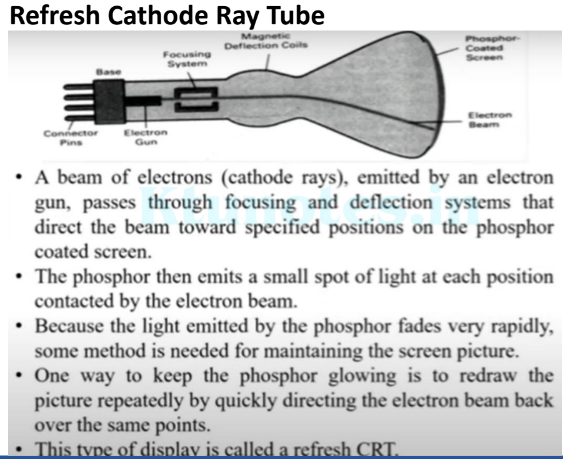 Refresh Cathode Ray Tube
Magnetic
Deflection Coils
Phosphor-
Coated
Screen
Focusing
System
Base
Electron
Beam
Connector
Pins
Electron
Gun
• A beam of electrons (cathode rays), emitted by an electron
gun, passes through focusing and deflection systems that
direct the beam toward specified positions on the phosphor
coated screen.
• The phosphor then emits a small spot of light at each position
contacted by the electron beam.
• Because the light emitted by the phosphor fades very rapidly,
some method is needed for maintaining the screen picture.
• One way to keep the phosphor glowing is to redraw the
picture repeatedly by quickly directing the electron beam back
over the same points.
• This type of display is called a refresh CRT.
Ktunotes.in